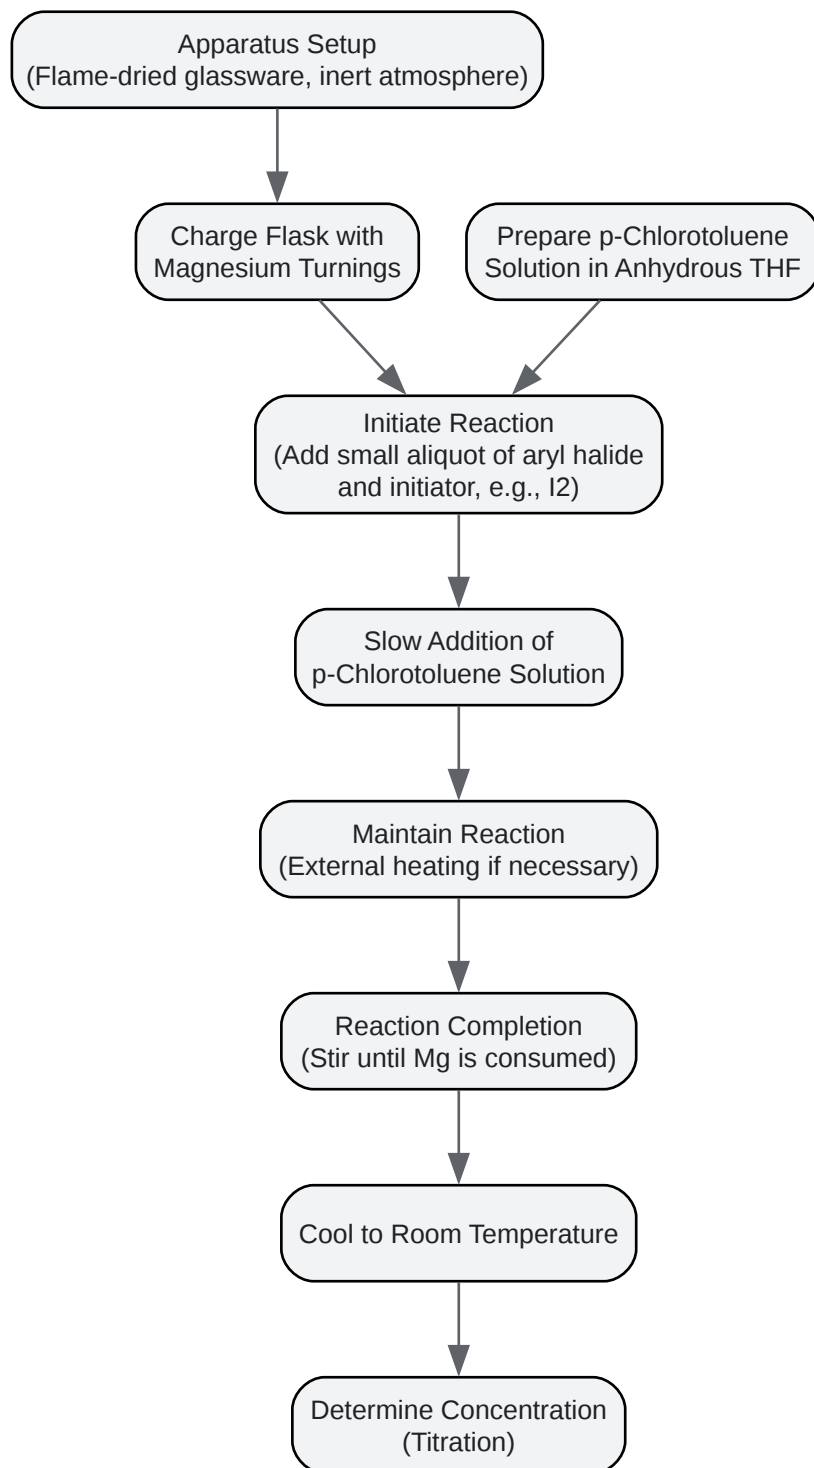 Apparatus Setup
(Flame-dried glassware, inert atmosphere)
Charge Flask with
Magnesium Turnings
Prepare p-Chlorotoluene
Solution in Anhydrous THF
Initiate Reaction
(Add small aliquot of aryl halide
and initiator, e.g., I2)
Slow Addition of
p-Chlorotoluene Solution
Maintain Reaction
(External heating if necessary)
Reaction Completion
(Stir until Mg is consumed)
Cool to Room Temperature
Determine Concentration
(Titration)